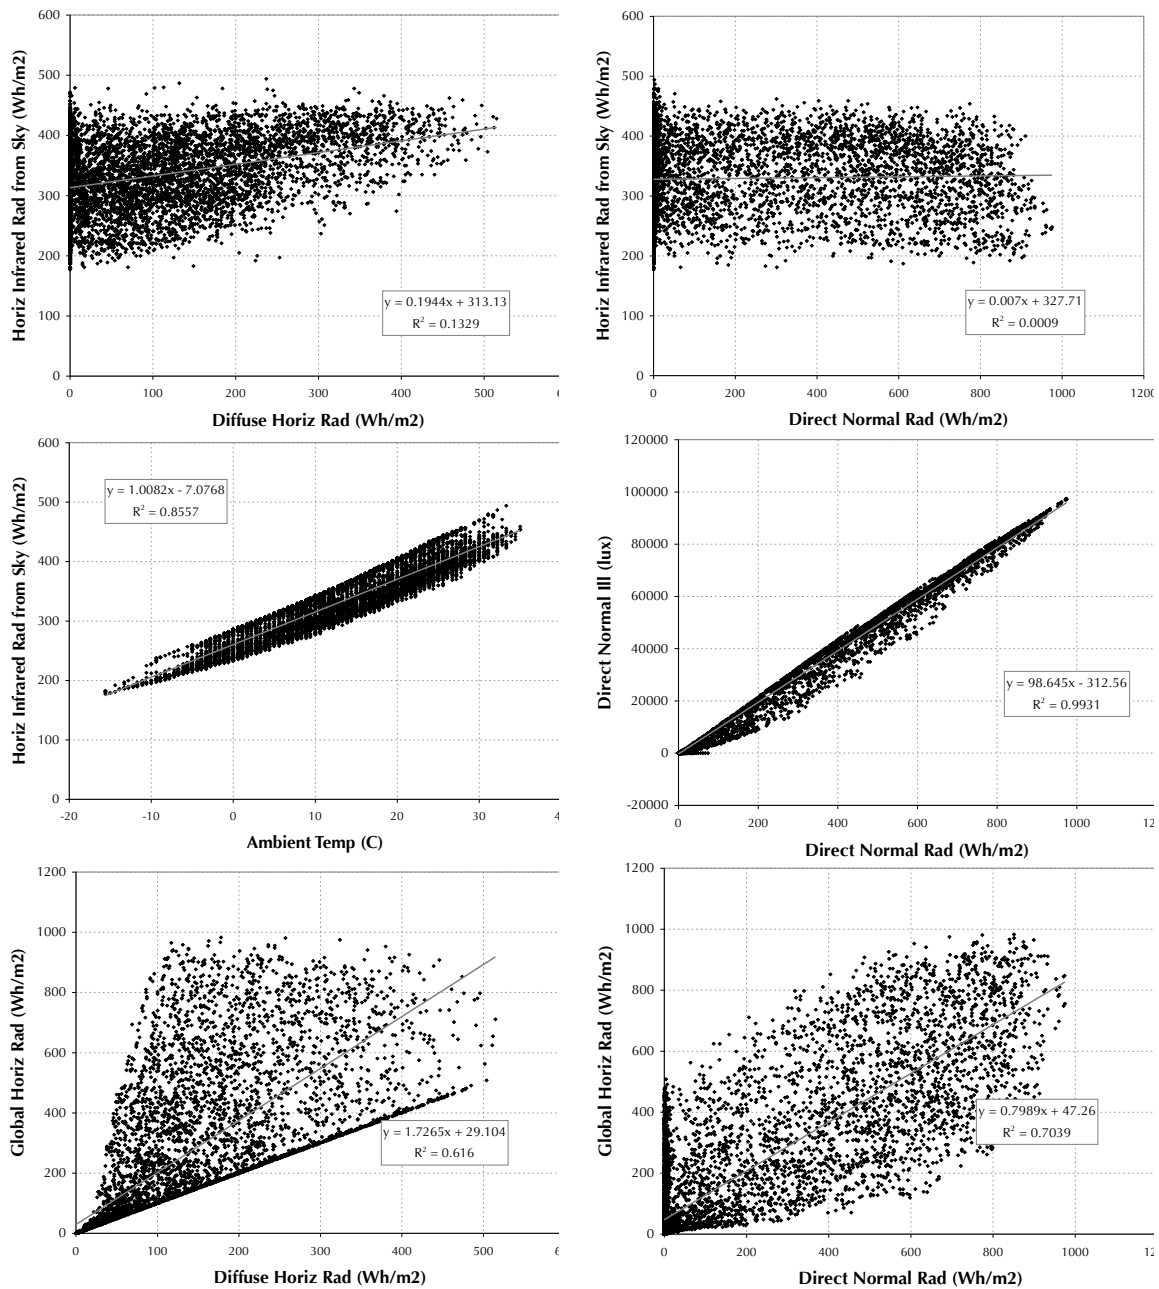 600
500
400
300
200
100
0
0 100 200 300 400 500
Horiz Infrared Rad from Sky (Wh/m2)
y = 0.1944x + 313.13
R² = 0.1329
Diffuse Horiz Rad (Wh/m2)
600
500
400
300
200
100
0
0 200 400 600 800 1000 1200
Horiz Infrared Rad from Sky (Wh/m2)
y = 0.007x + 327.71
R² = 0.0009
Direct Normal Rad (Wh/m2)
600
500
400
300
200
100
0
-20 -10 0 10 20 30
Horiz Infrared Rad from Sky (Wh/m2)
y = 1.0082x - 7.0768
R² = 0.8557
Ambient Temp (C)
120000
100000
80000
60000
40000
20000
0
-20000
0 200 400 600 800 1000
Direct Normal Ill (lux)
y = 98.645x - 312.56
R² = 0.9931
Direct Normal Rad (Wh/m2)
1200
1000
800
600
400
200
0
0 100 200 300 400 500
Global Horiz Rad (Wh/m2)
y = 1.7265x + 29.104
R² = 0.616
Diffuse Horiz Rad (Wh/m2)
1200
1000
800
600
400
200
0
0 200 400 600 800 1000
Global Horiz Rad (Wh/m2)
y = 0.7989x + 47.26
R² = 0.7039
Direct Normal Rad (Wh/m2)